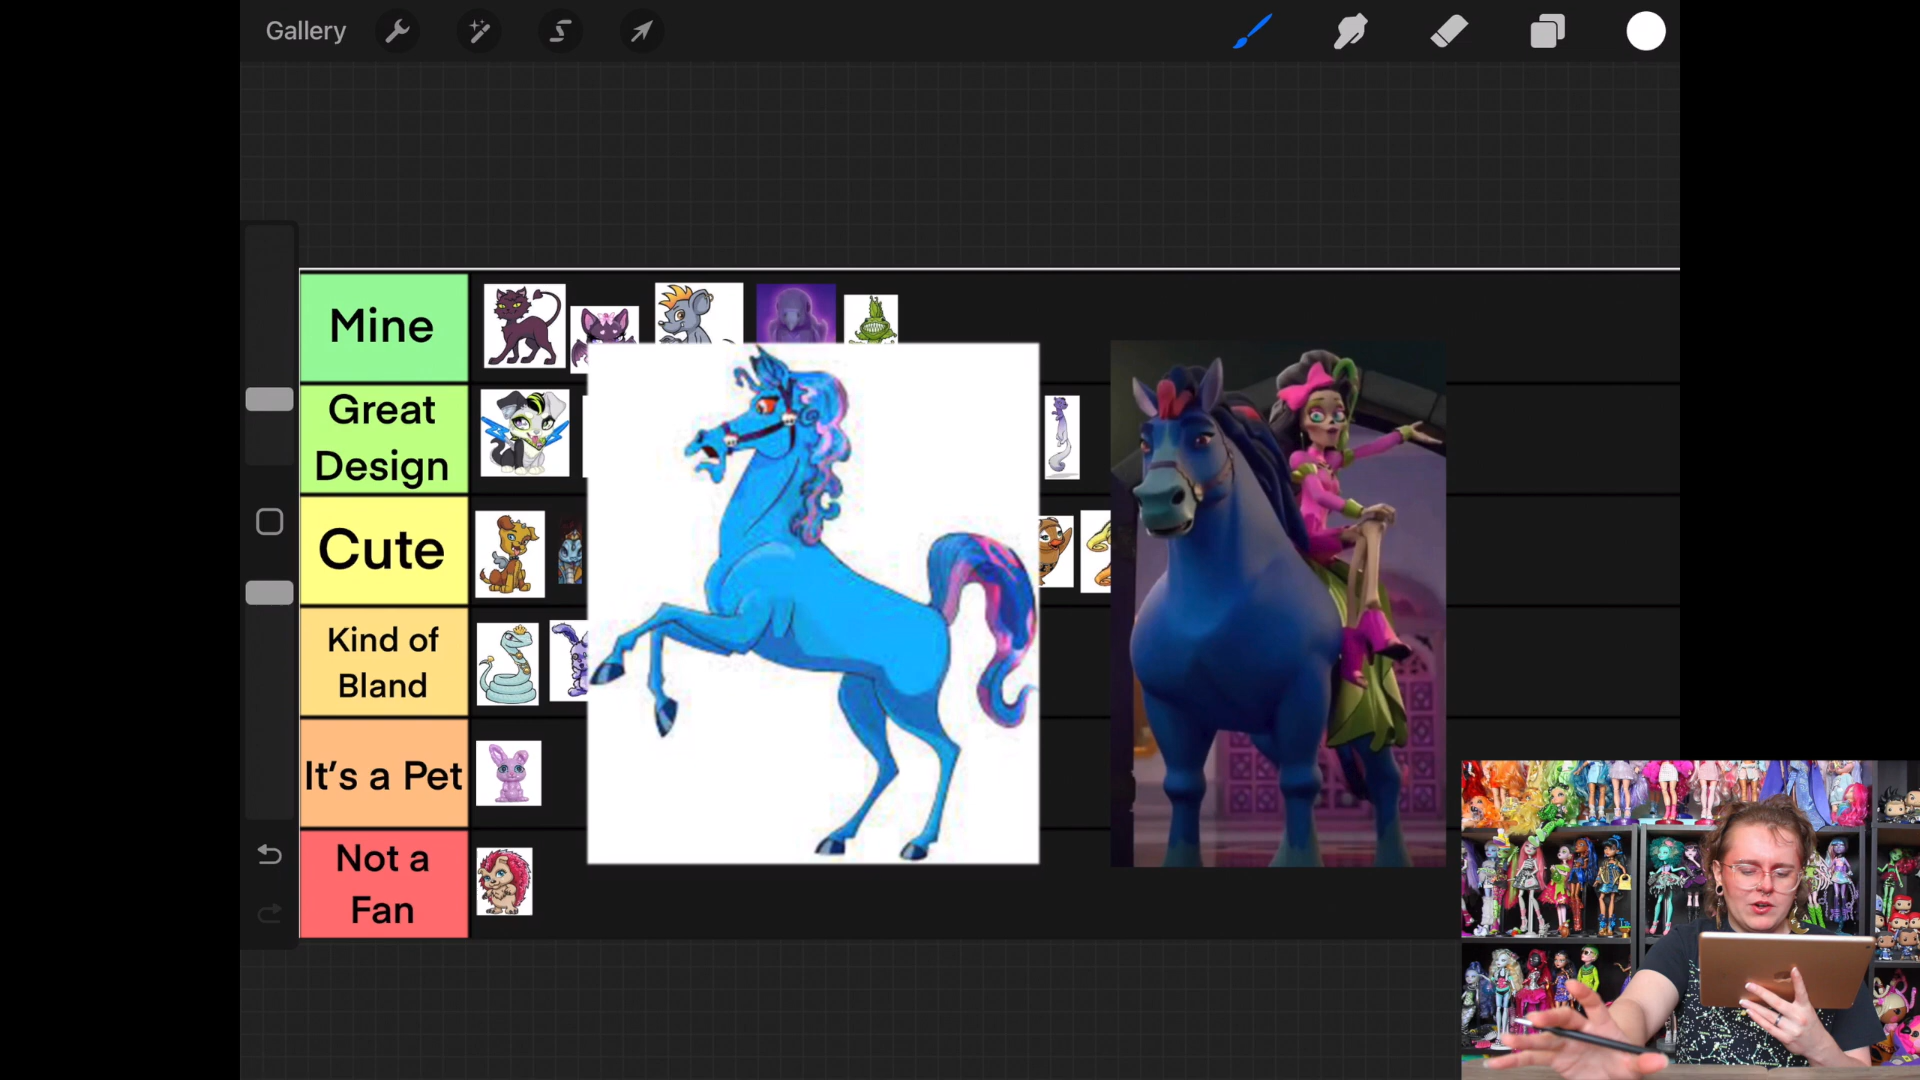 Gallery
Mine
Great
Design
Cute
Kind of
Bland
It's a Pet
Not a
Fan